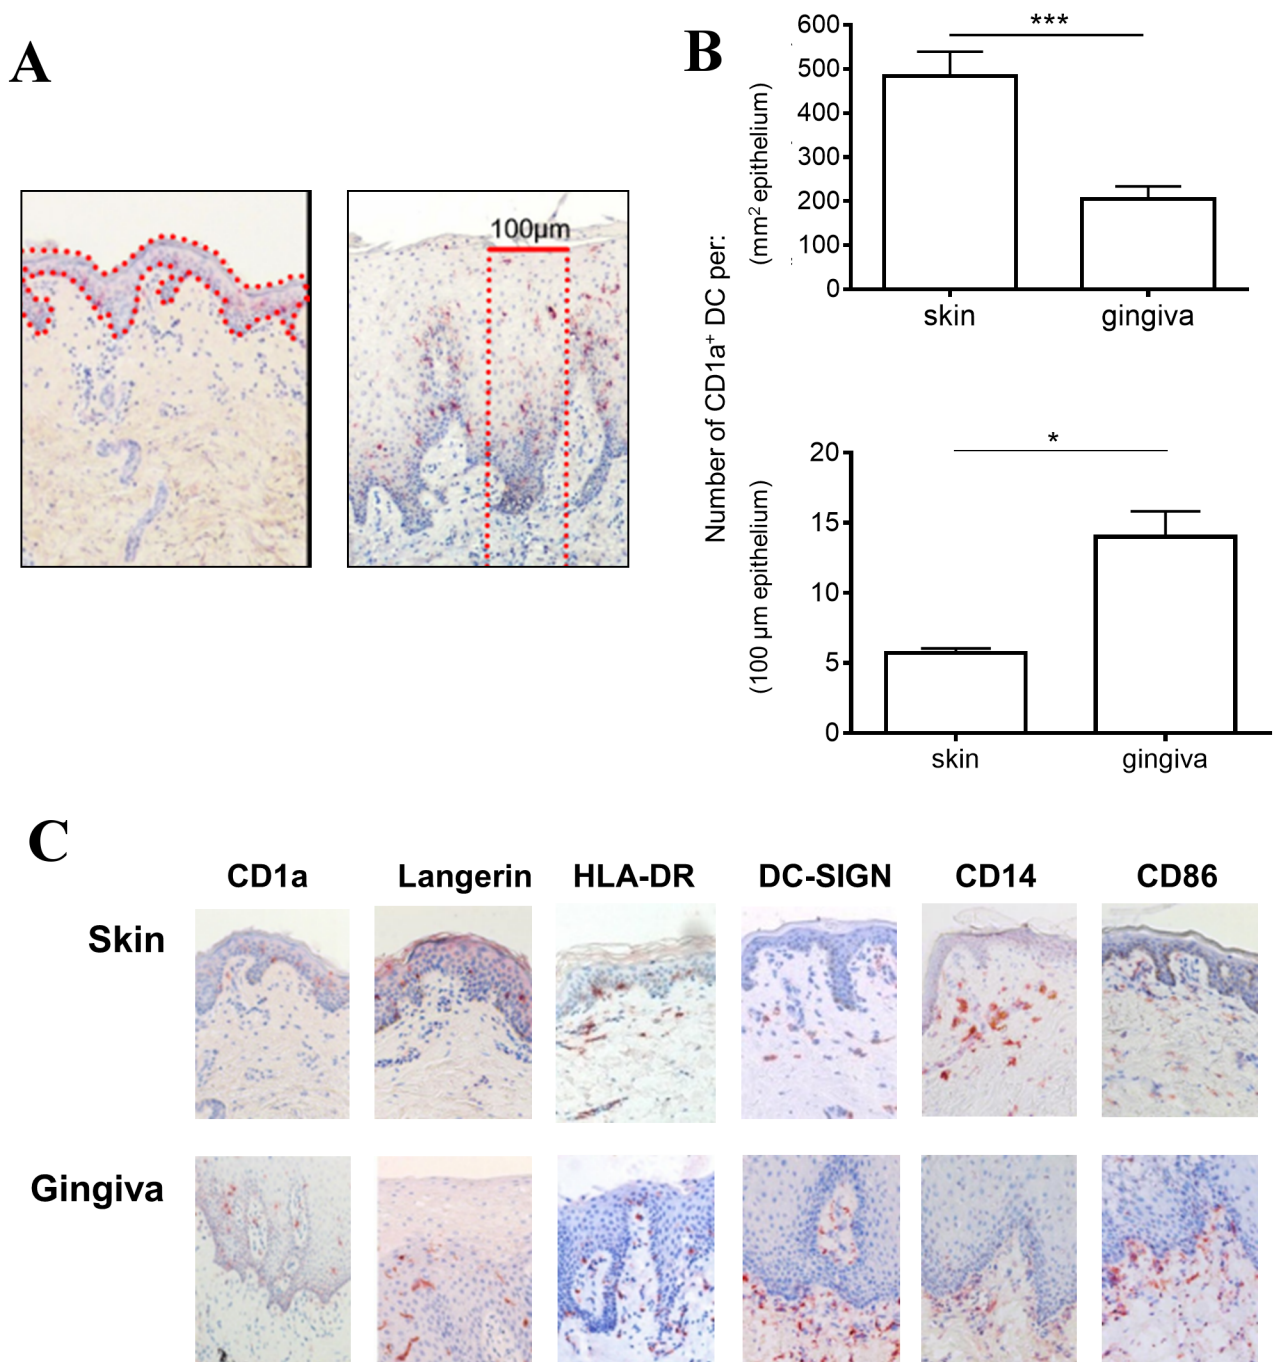 A
100µm
B
Number of CD1a⁺ DC per:
(mm² epithelium)
600
500
400
300
200
100
0
***
skin gingiva
(100 µm epithelium)
20
15
10
5
0
*
skin gingiva
C
CD1a Langerin HLA-DR DC-SIGN CD14 CD86
Skin
Gingiva